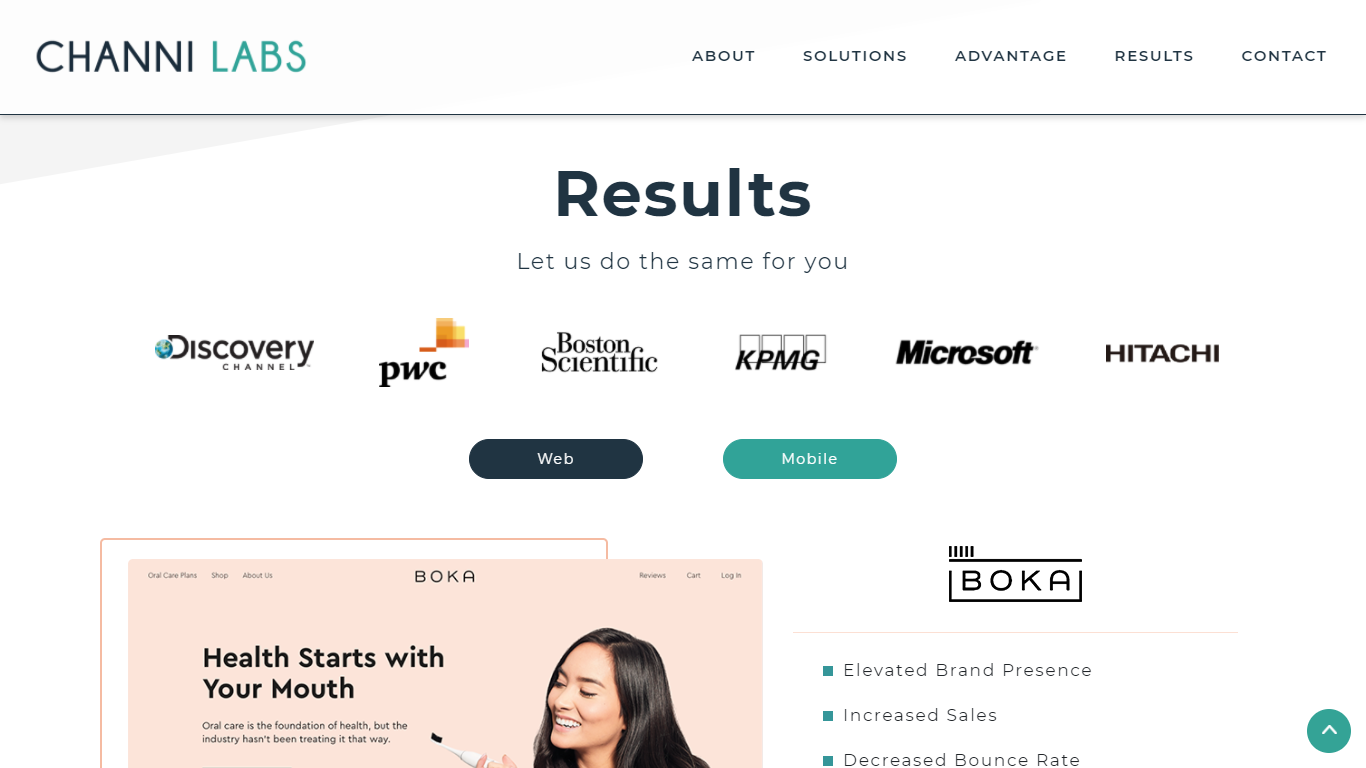 CHANNI LABS
ABOUT SOLUTIONS ADVANTAGE RESULTS CONTACT
Results
Let us do the same for you
Discovery CHANNEL
pwc
Boston Scientific
KPMG
Microsoft
HITACHI
Web
Mobile
Oral Care Plans Shop About Us BOKA Reviews Cart Log In
Health Starts with
Your Mouth
Oral care is the foundation of health, but the
industry hasn't been treating it that way.
BOKA
Elevated Brand Presence
Increased Sales
Decreased Bounce Rate